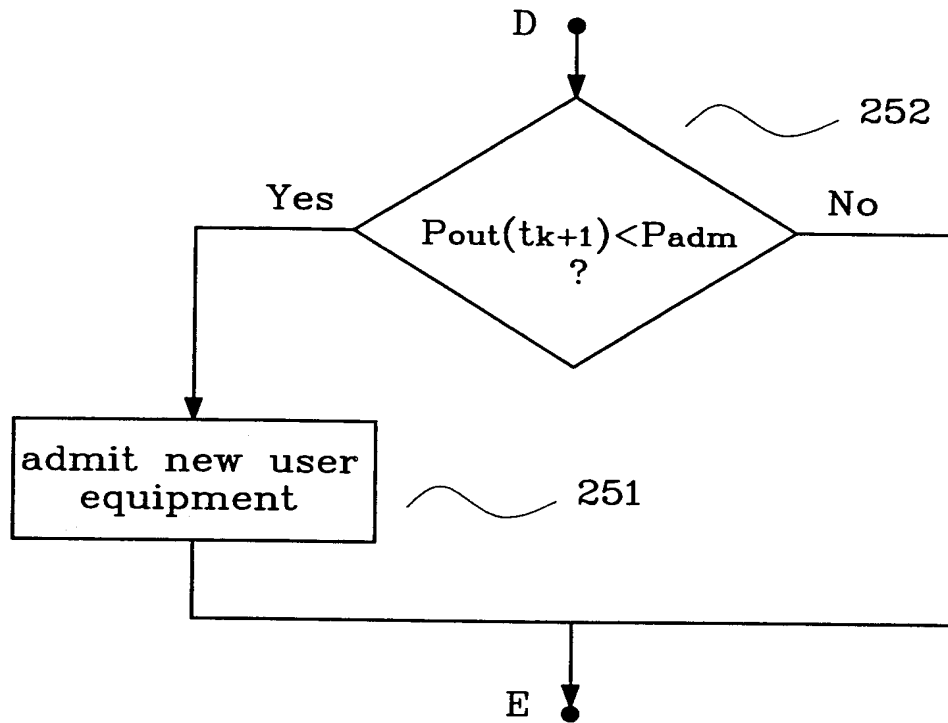 D
252
Yes
No
Pout(tk+1)<Padm
?
admit new user
equipment
251
E